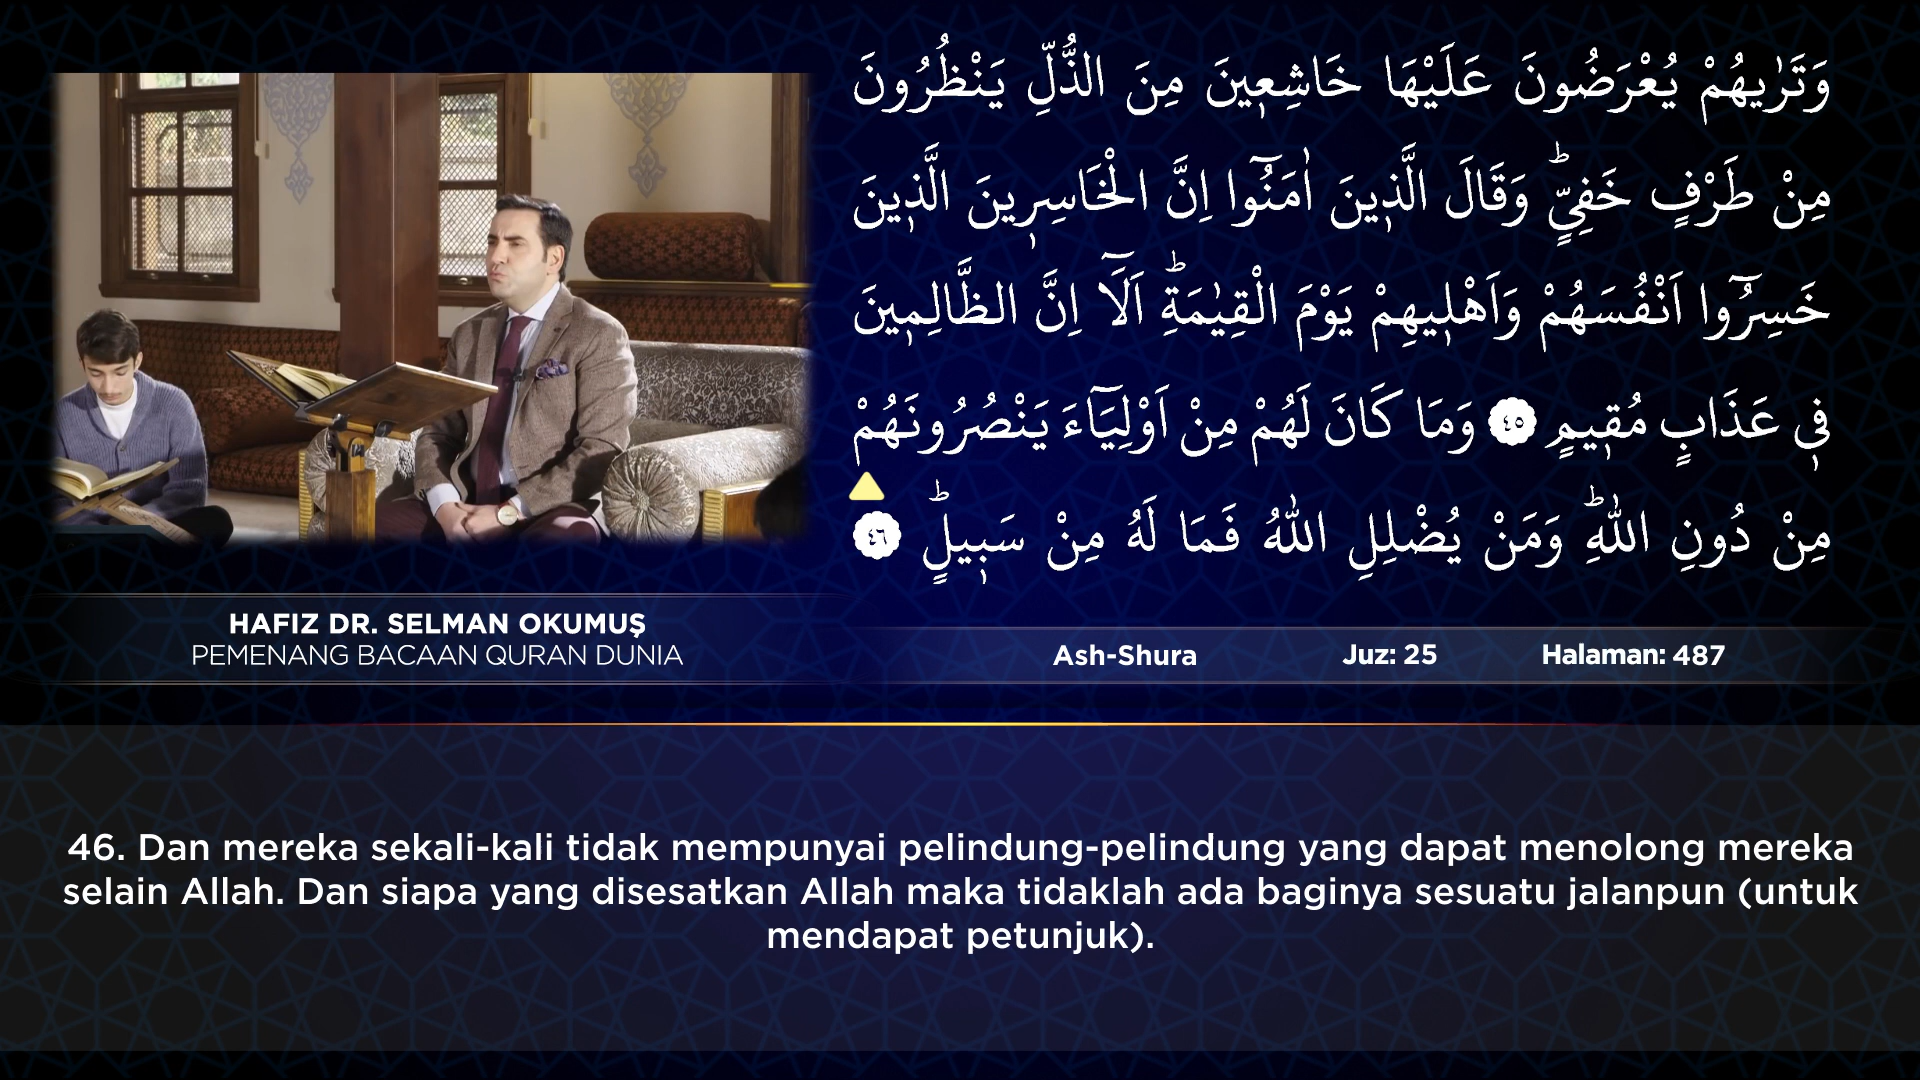 وَتَرٰيهُمْ يُعْرَضُونَ عَلَيْهَا خَاشِعٖينَ مِنَ الذُّلِّ يَنْظُرُونَ
مِنْ طَرْفٍ خَفِيٍّؕ وَقَالَ الَّذٖينَ اٰمَنُٓوا اِنَّ الْخَاسِرٖينَ الَّذٖينَ
خَسِرُٓوا اَنْفُسَهُمْ وَاَهْلٖيهِمْ يَوْمَ الْقِيٰمَةِؕ اَلَٓا اِنَّ الظَّالِمٖينَ
فٖي عَذَابٍ مُقٖيمٍ ٤٥ وَمَا كَانَ لَهُمْ مِنْ اَوْلِيَٓاءَ يَنْصُرُونَهُمْ
مِنْ دُونِ اللّٰهِؕ وَمَنْ يُضْلِلِ اللّٰهُ فَمَا لَهُ مِنْ سَبٖيلٍؕ ٤٦
HAFIZ DR. SELMAN OKUMUŞ
PEMENANG BACAAN QURAN DUNIA
Ash-Shura Juz: 25 Halaman: 487
46. Dan mereka sekali-kali tidak mempunyai pelindung-pelindung yang dapat menolong mereka
selain Allah. Dan siapa yang disesatkan Allah maka tidaklah ada baginya sesuatu jalanpun (untuk
mendapat petunjuk).